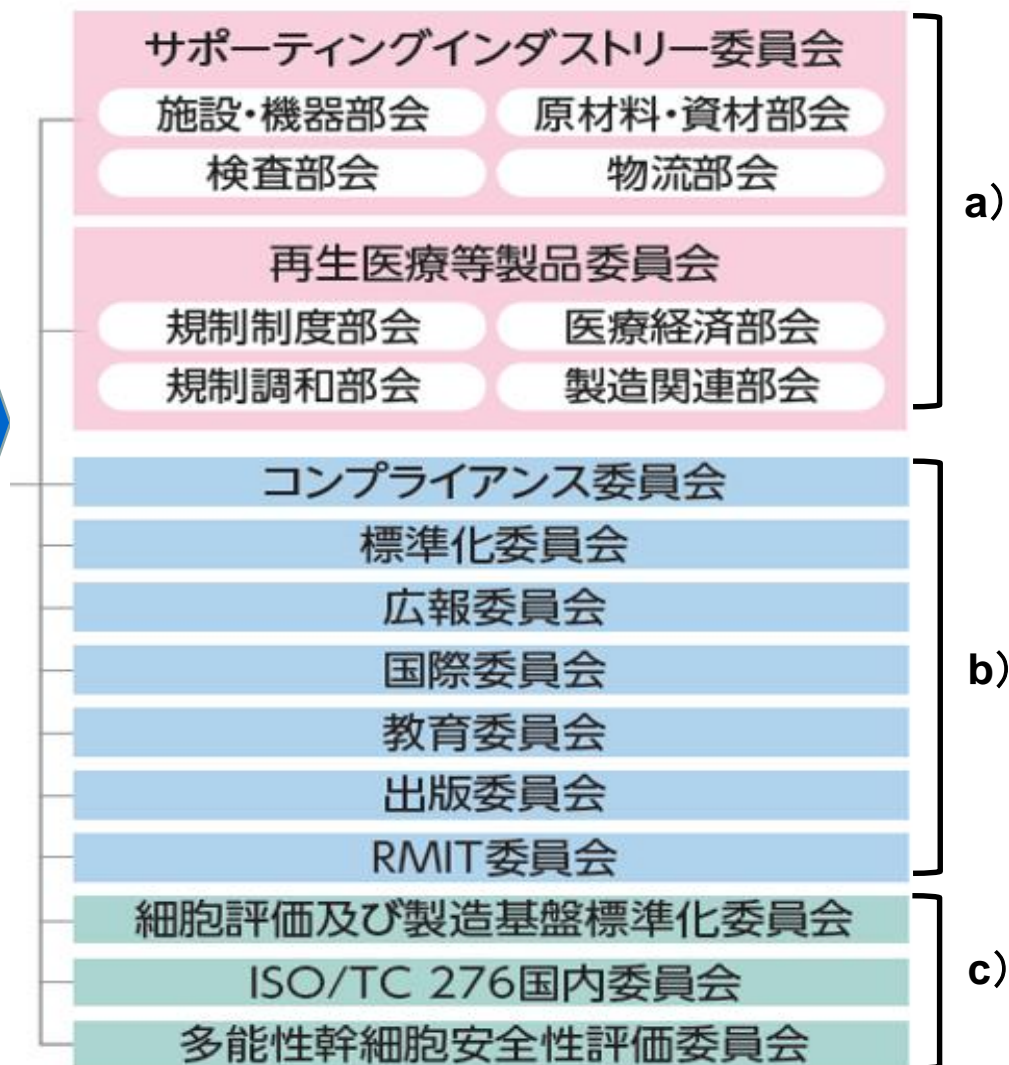 サポーティングインダストリー委員会
施設・機器部会 原材料・資材部会
検査部会 物流部会
a）
再生医療等製品委員会
規制制度部会 医療経済部会
規制調和部会 製造関連部会
コンプライアンス委員会
標準化委員会
広報委員会
国際委員会
b）
教育委員会
出版委員会
RMIT委員会
細胞評価及び製造基盤標準化委員会
ISO/TC 276国内委員会
c）
多能性幹細胞安全性評価委員会